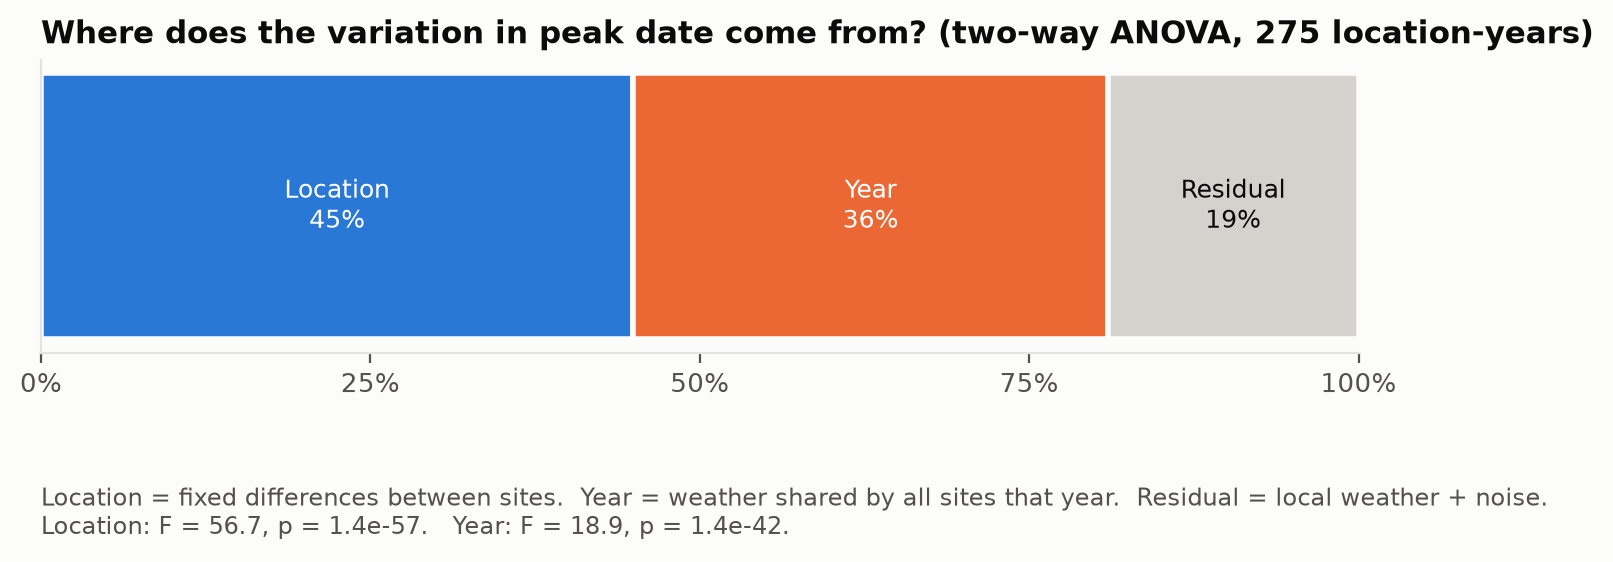 Where does the variation in peak date come from? (two-way ANOVA, 275 location-years)
Location
45%
Year
36%
Residual
19%
0%
25%
50%
75%
100%
Location = fixed differences between sites.  Year = weather shared by all sites that year.  Residual = local weather + noise.
Location: F = 56.7, p = 1.4e-57.   Year: F = 18.9, p = 1.4e-42.